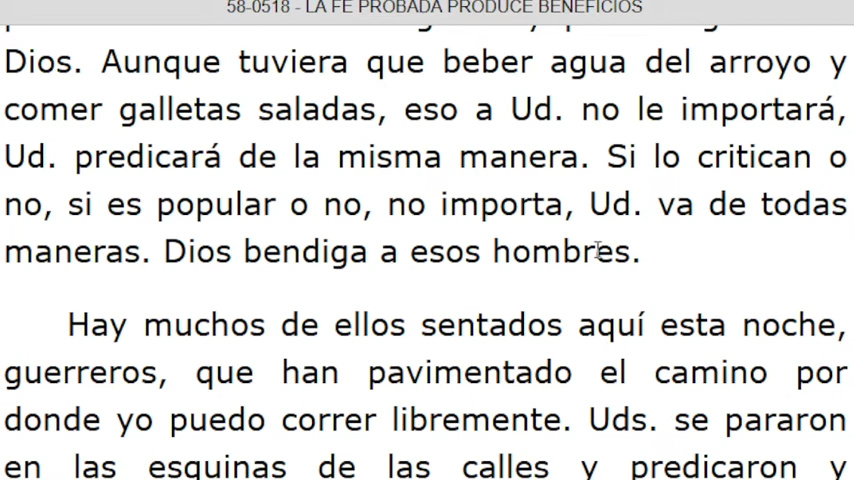 58-0518 - LA FE PROBADA PRODUCE BENEFICIOS
Dios. Aunque tuviera que beber agua del arroyo y
comer galletas saladas, eso a Ud. no le importará,
Ud. predicará de la misma manera. Si lo critican o
no, si es popular o no, no importa, Ud. va de todas
maneras. Dios bendiga a esos hombres.
Hay muchos de ellos sentados aquí esta noche,
guerreros, que han pavimentado el camino por
donde yo puedo correr libremente. Uds. se pararon
en las esquinas de las calles y predicaron y